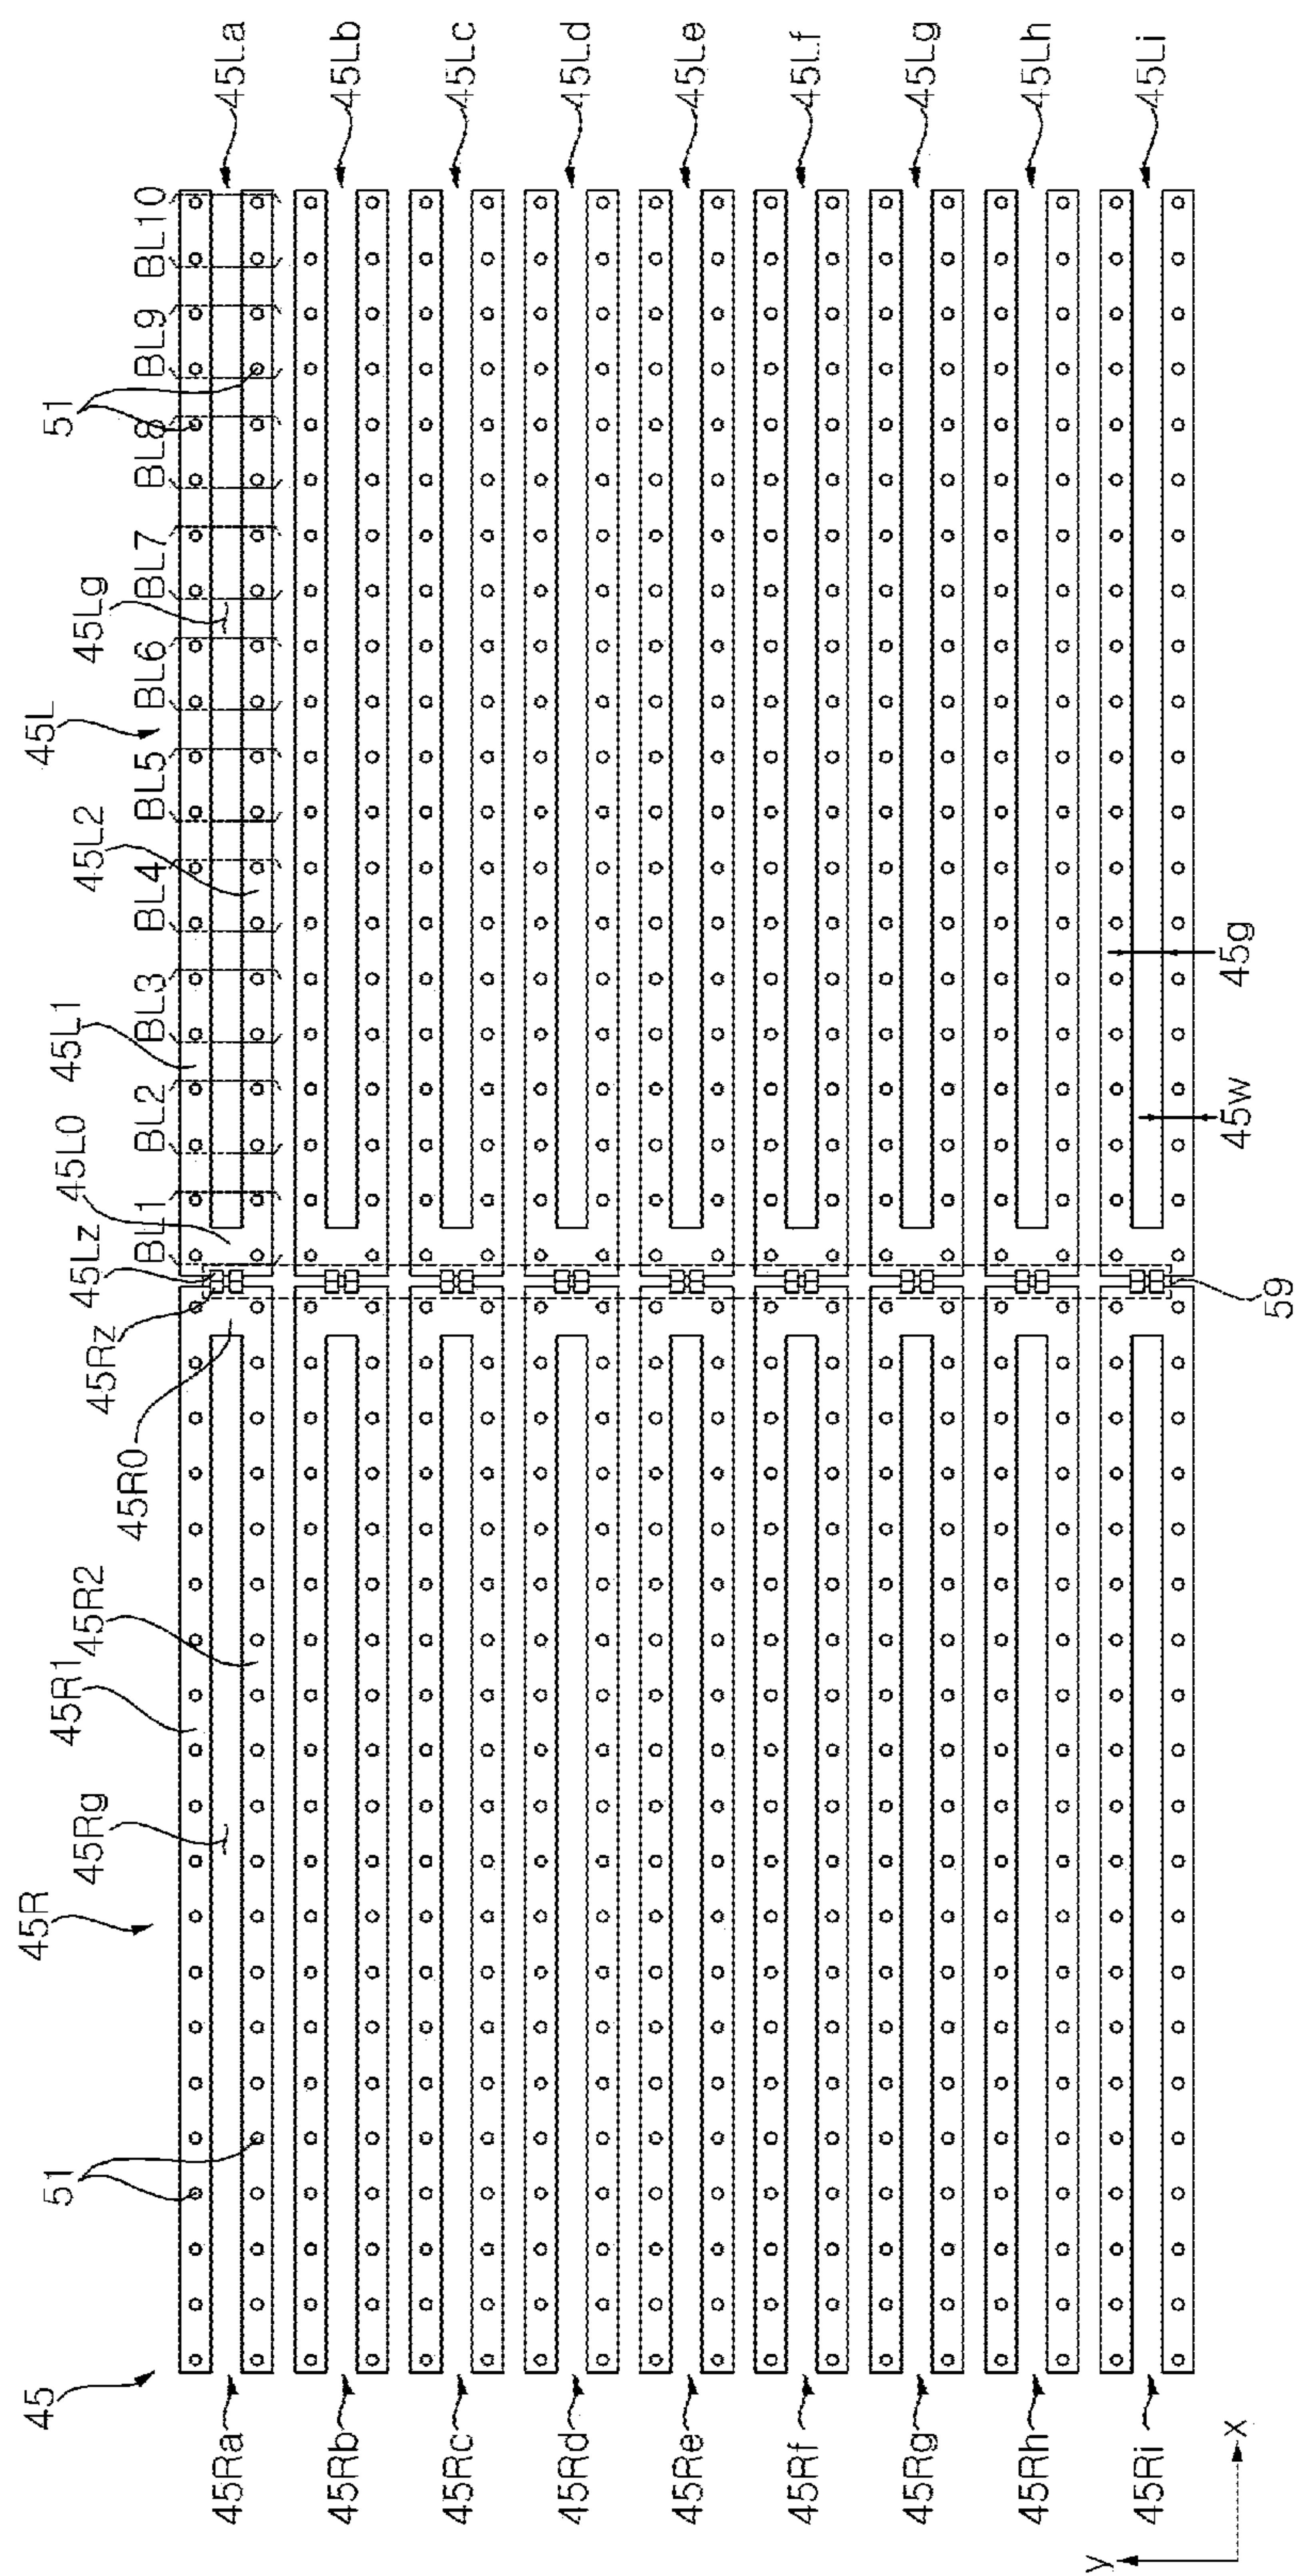 45
45R
45Rg
45R1
45R2
45R0
45Rz
45Lz
45L0
45L1
45L2
45L
45Lg
51
51
BL1
BL2
BL3
BL4
BL5
BL6
BL7
BL8
BL9
BL10
45Ra
45Rb
45Rc
45Rd
45Re
45Rf
45Rg
45Rh
45Ri
45La
45Lb
45Lc
45Ld
45Le
45Lf
45Lg
45Lh
45Li
59
45w
45g
y
x